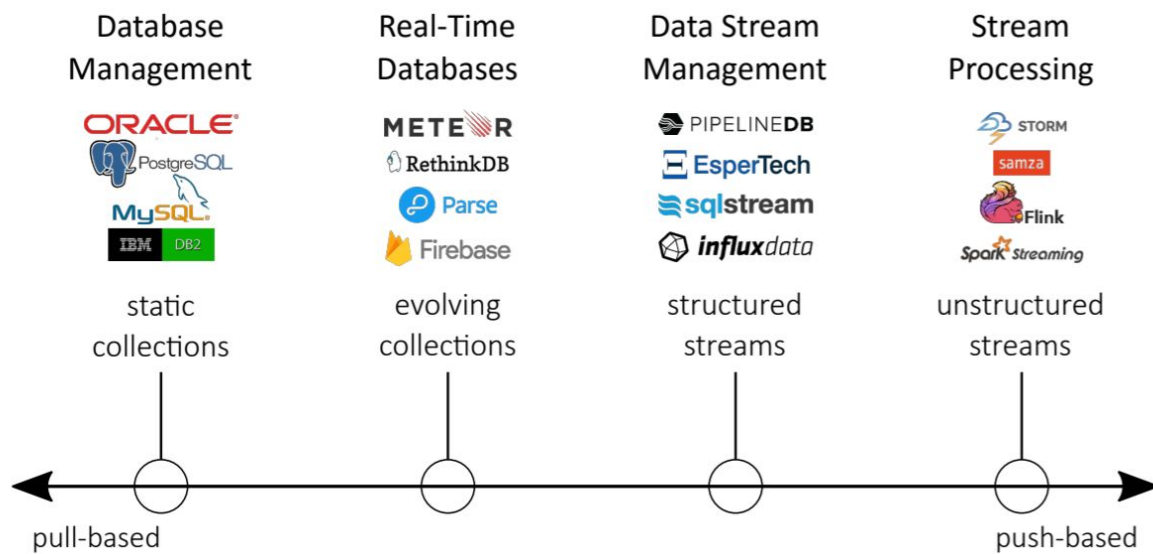 Database
Management
Real-Time
Databases
Data Stream
Management
Stream
Processing
ORACLE®
PostgreSQL
MySQL®
IBM DB2
METEOR
RethinkDB
Parse
Firebase
PIPELINEDB
EsperTech
sqlstream
influxdata
STORM
samza
Flink
Spark Streaming
static
collections
evolving
collections
structured
streams
unstructured
streams
pull-based
push-based